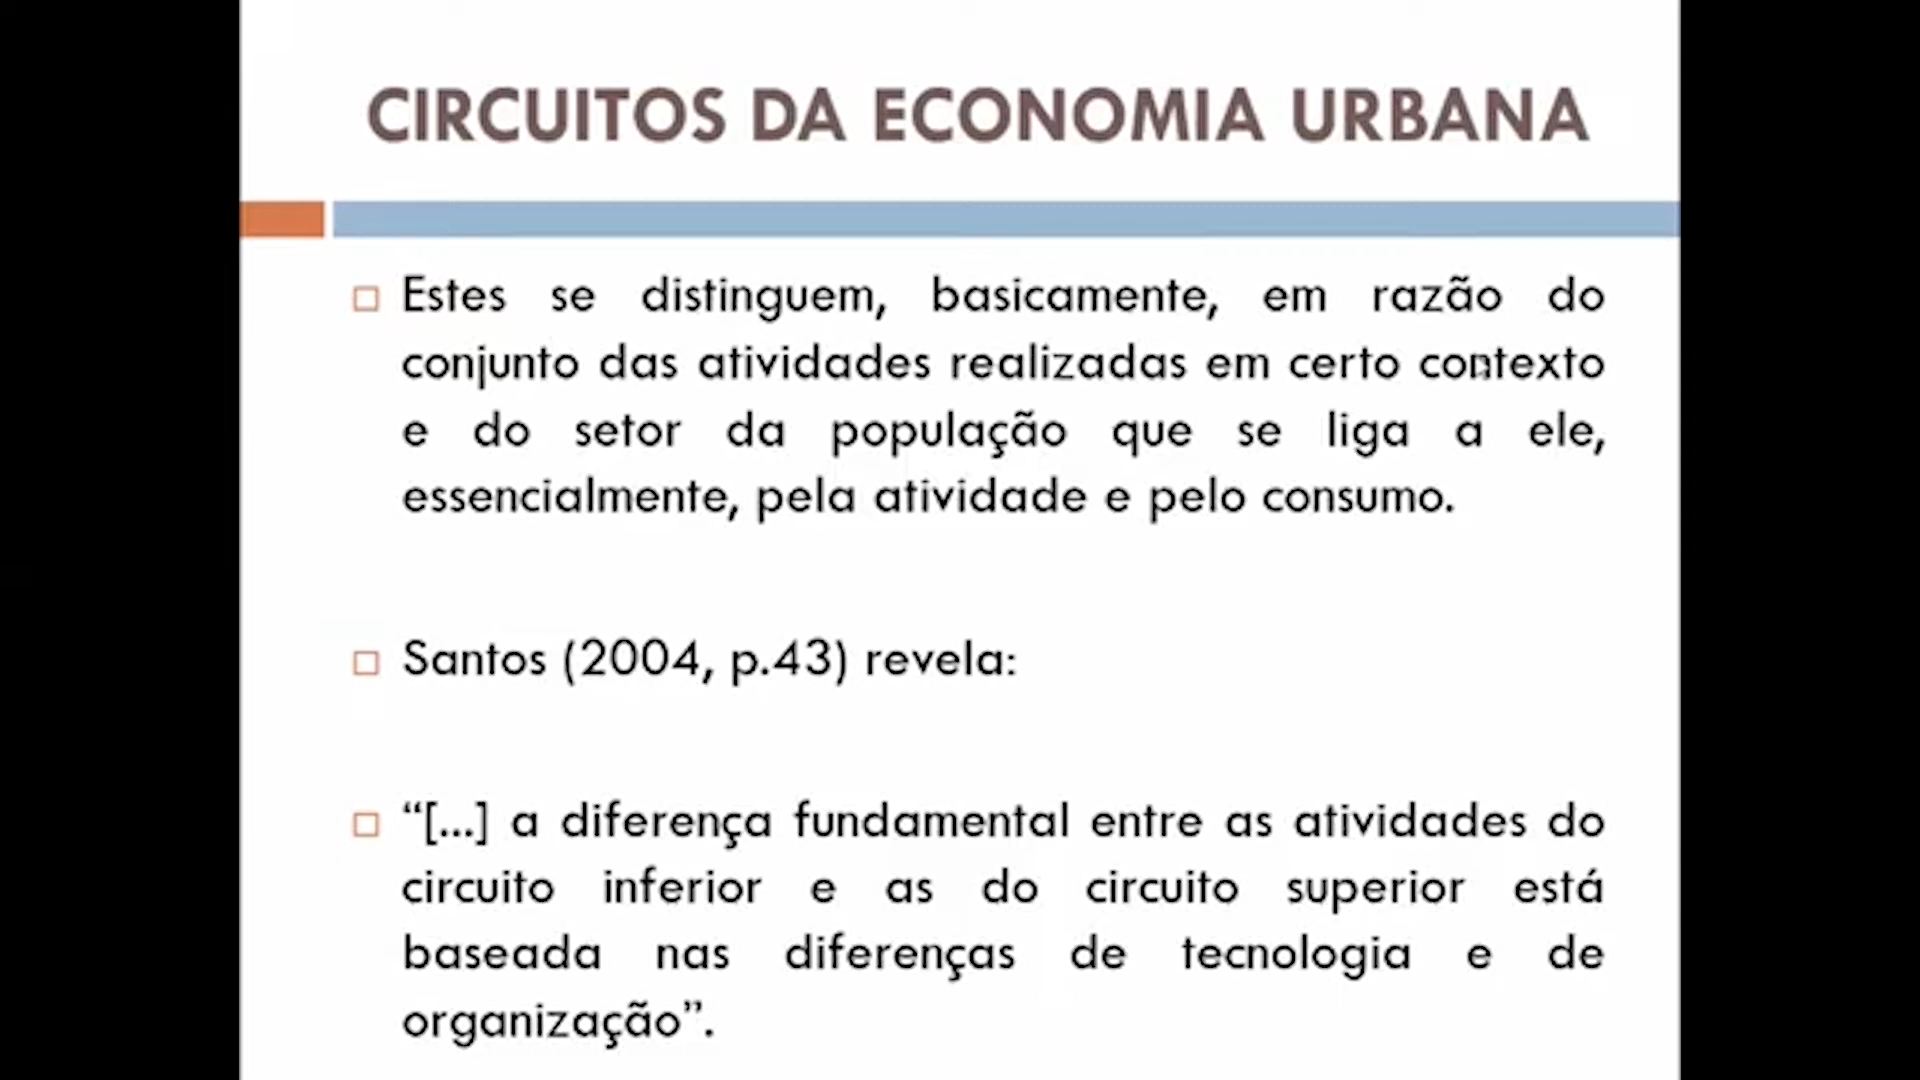 CIRCUITOS DA ECONOMIA URBANA
Estes se distinguem, basicamente, em razão do
conjunto das atividades realizadas em certo contexto
e do setor da população que se liga a ele,
essencialmente, pela atividade e pelo consumo.
Santos (2004, p.43) revela:
“[...] a diferença fundamental entre as atividades do
circuito inferior e as do circuito superior está
baseada nas diferenças de tecnologia e de
organização”.